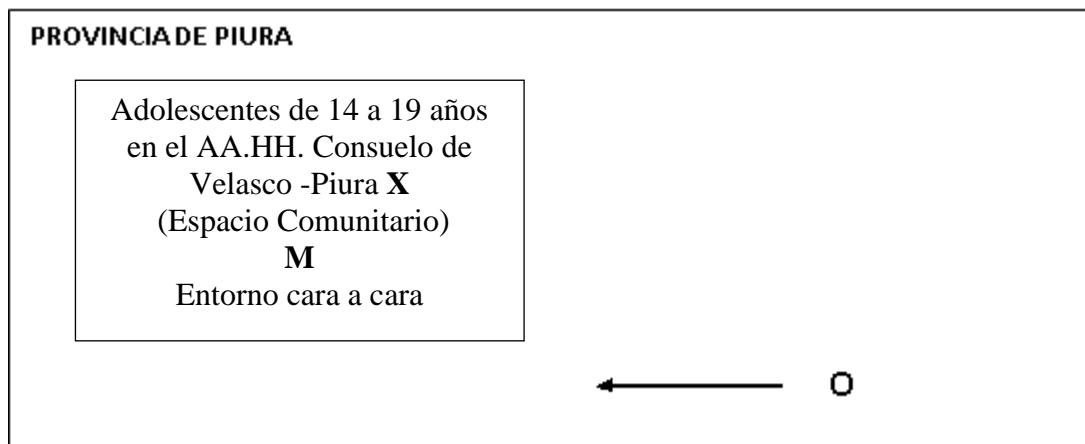 PROVINCIA DE PIURA
Adolescentes de 14 a 19 años
en el AA.HH. Consuelo de
Velasco -Piura X
(Espacio Comunitario)
M
Entorno cara a cara
O